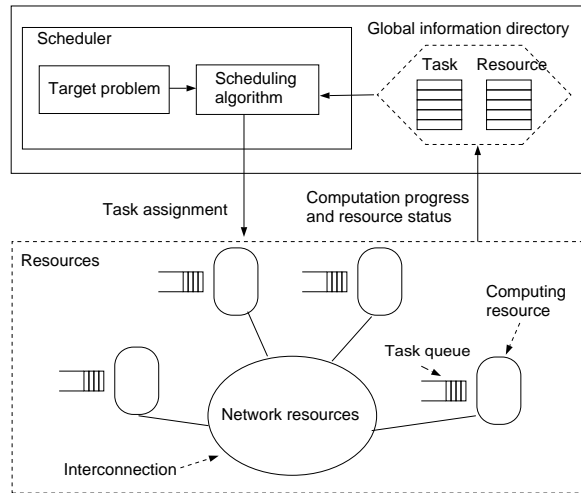 Scheduler
Global information directory
Target problem
Scheduling
algorithm
Task
Resource
Task assignment
Computation progress
and resource status
Resources
Computing
resource
Task queue
Network resources
Interconnection